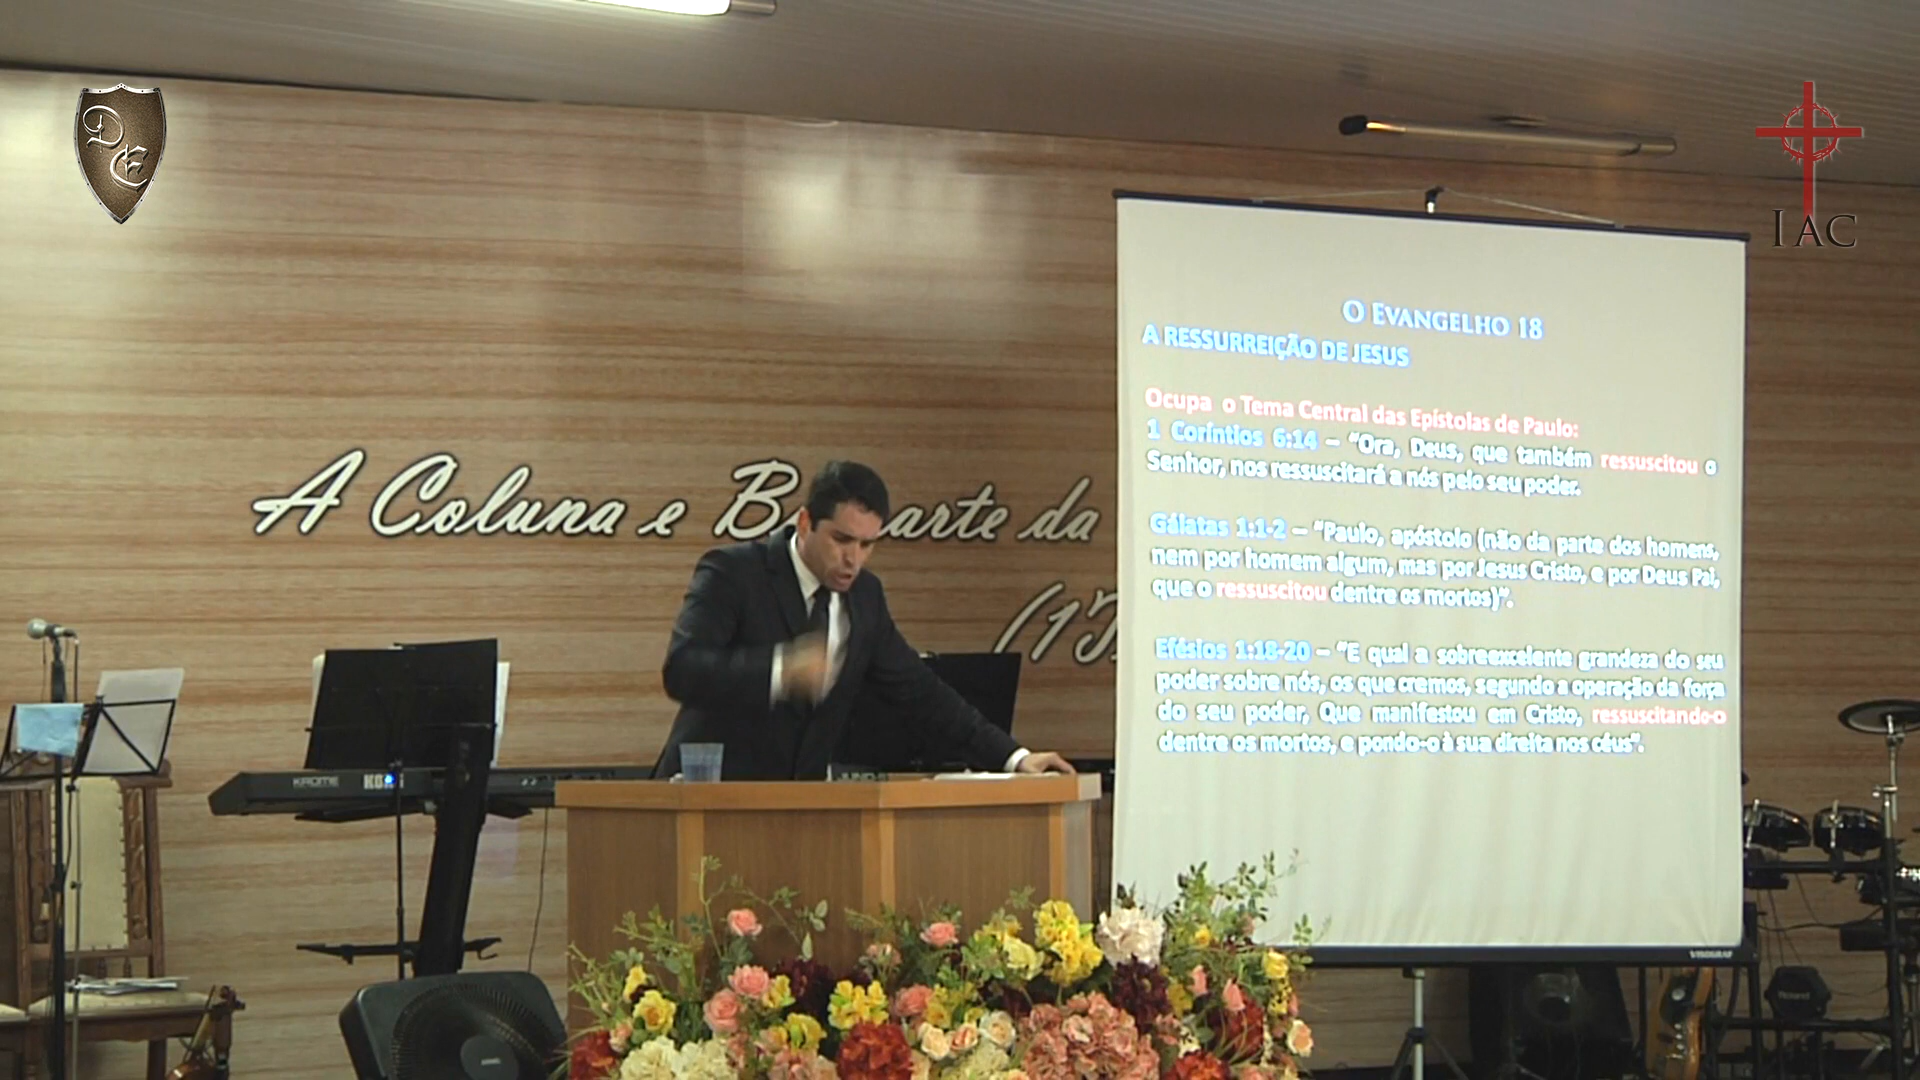 D
E
IAC
O EVANGELHO 18
A RESSURREIÇÃO DE JESUS
Ocupa o Tema Central das Epístolas de Paulo:
1 Coríntios 6:14 – “Ora, Deus, que também ressuscitou o
Senhor, nos ressuscitará a nós pelo seu poder.
Gálatas 1:1-2 – “Paulo, apóstolo (não da parte dos homens,
nem por homem algum, mas por Jesus Cristo, e por Deus Pai,
que o ressuscitou dentre os mortos)”.
Efésios 1:18-20 – “E qual a sobreexcelente grandeza do seu
poder sobre nós, os que cremos, segundo a operação da força
do seu poder, Que manifestou em Cristo, ressuscitando-o
dentre os mortos, e pondo-o à sua direita nos céus”.
A Coluna e B arte da
(1
KROME
KORG
Roland